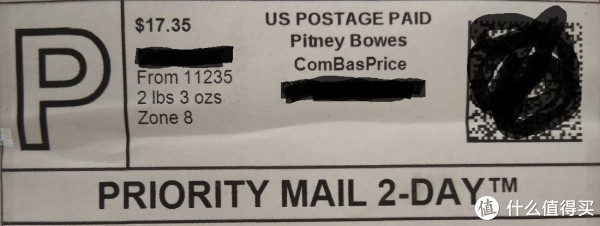 P
$17.35
From 11235
2 lbs 3 ozs
Zone 8
US POSTAGE PAID
Pitney Bowes
ComBasPrice
PRIORITY MAIL 2-DAY™
值 什么值得买